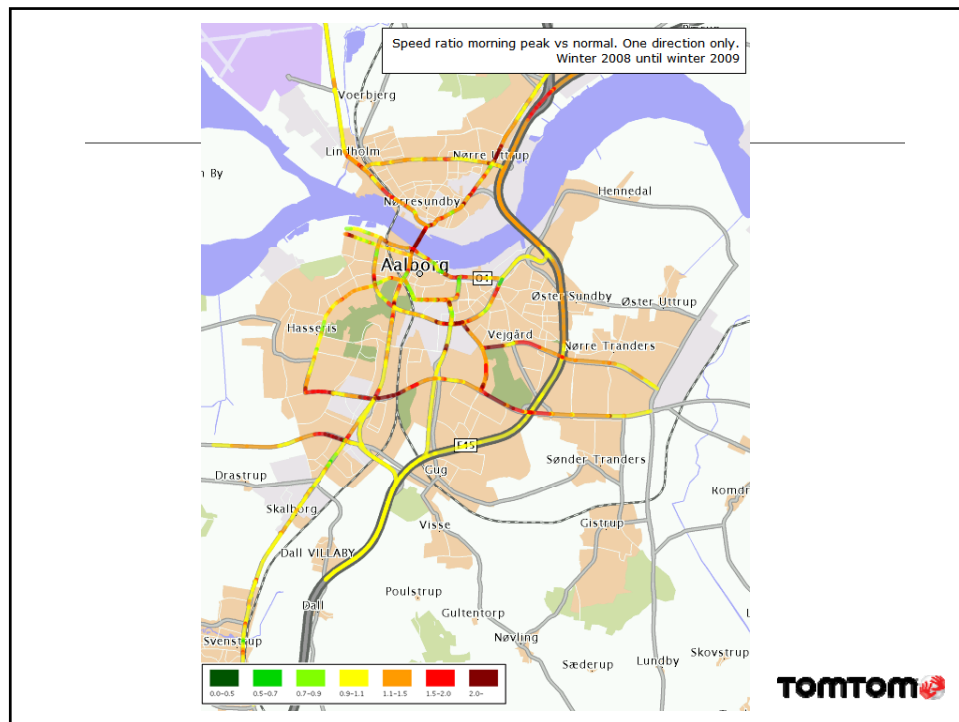 Speed ratio morning peak vs normal. One direction only.
Winter 2008 until winter 2009
Voerbjerg
Lindholm
Nørre Uttrup
n By
Hennedal
Nørresundby
Aalborg
O1
Øster Sundby
Øster Uttrup
Hasseris
Vejgård
Nørre Tranders
E45
Gug
Sønder Tranders
Drastrup
Komdr
Skalborg
Visse
Gistrup
Dall VILLABY
Poulstrup
Dall
Gultentorp
Svenstrup
Nøvling
Skovstrup
Sæderup
Lundby
0.0-0.5 0.5-0.7 0.7-0.9 0.9-1.1 1.1-1.5 1.5-2.0 2.0-
TOMTOM